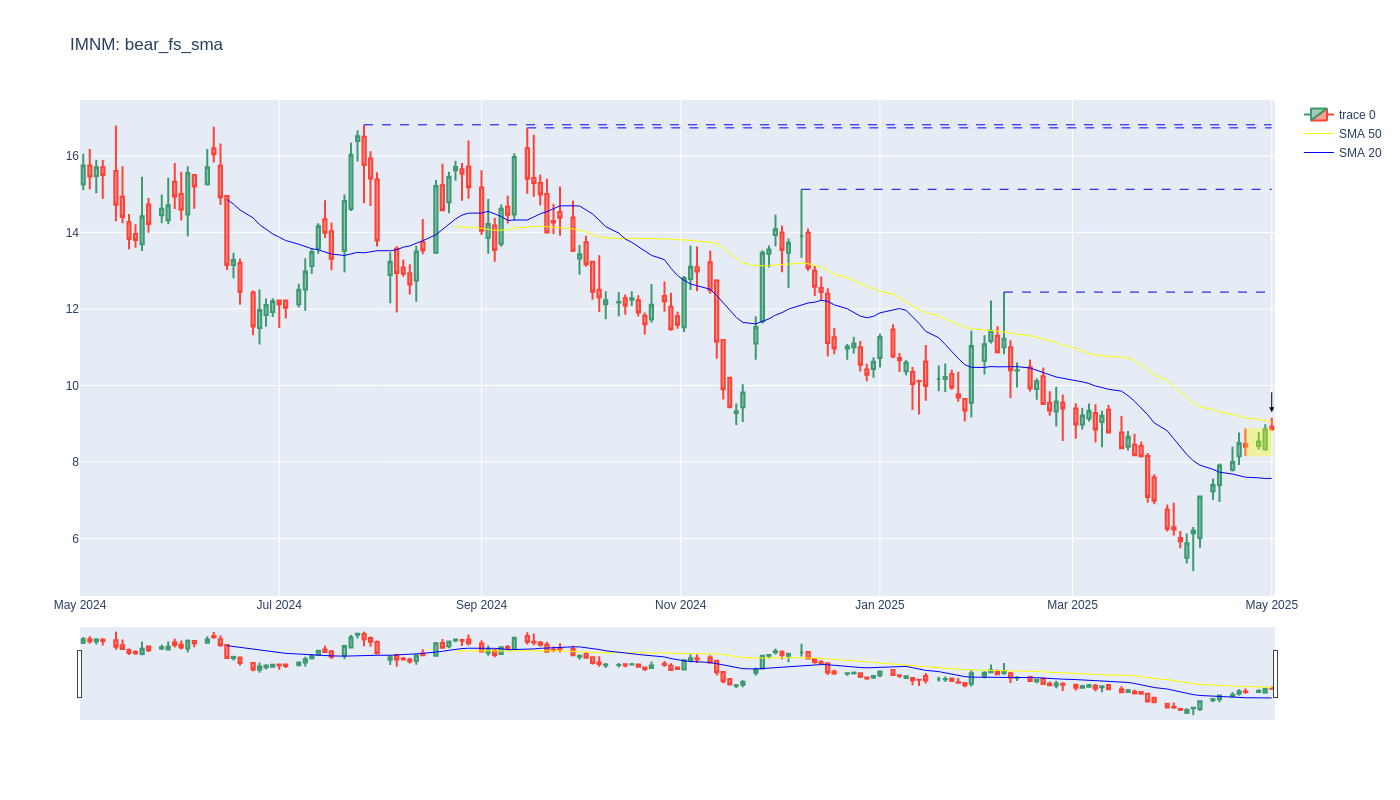 IMNM: bear_fs_sma
trace 0
SMA 50
SMA 20
16
14
12
10
8
6
May 2024
Jul 2024
Sep 2024
Nov 2024
Jan 2025
Mar 2025
May 2025